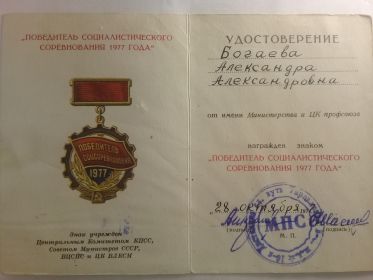 "ПОБЕДИТЕЛЬ СОЦИАЛИСТИЧЕСКОГО
СОРЕВНОВАНИЯ 1977 ГОДА"
ПОБЕДИТЕЛЬ
СОЦСОРЕВНОВАНИЯ
1977
Знак учрежден
Центральным Комитетом КПСС,
Советом Министров СССР,
ВЦСПС и ЦК ВЛКСМ
УДОСТОВЕРЕНИЕ
Богаева
Александра
Александровна
от имени Министерства и ЦК профсоюза
награжден знаком
"ПОБЕДИТЕЛЬ СОЦИАЛИСТИЧЕСКОГО
СОРЕВНОВАНИЯ 1977 ГОДА"
28 октября
МПС
М. П.